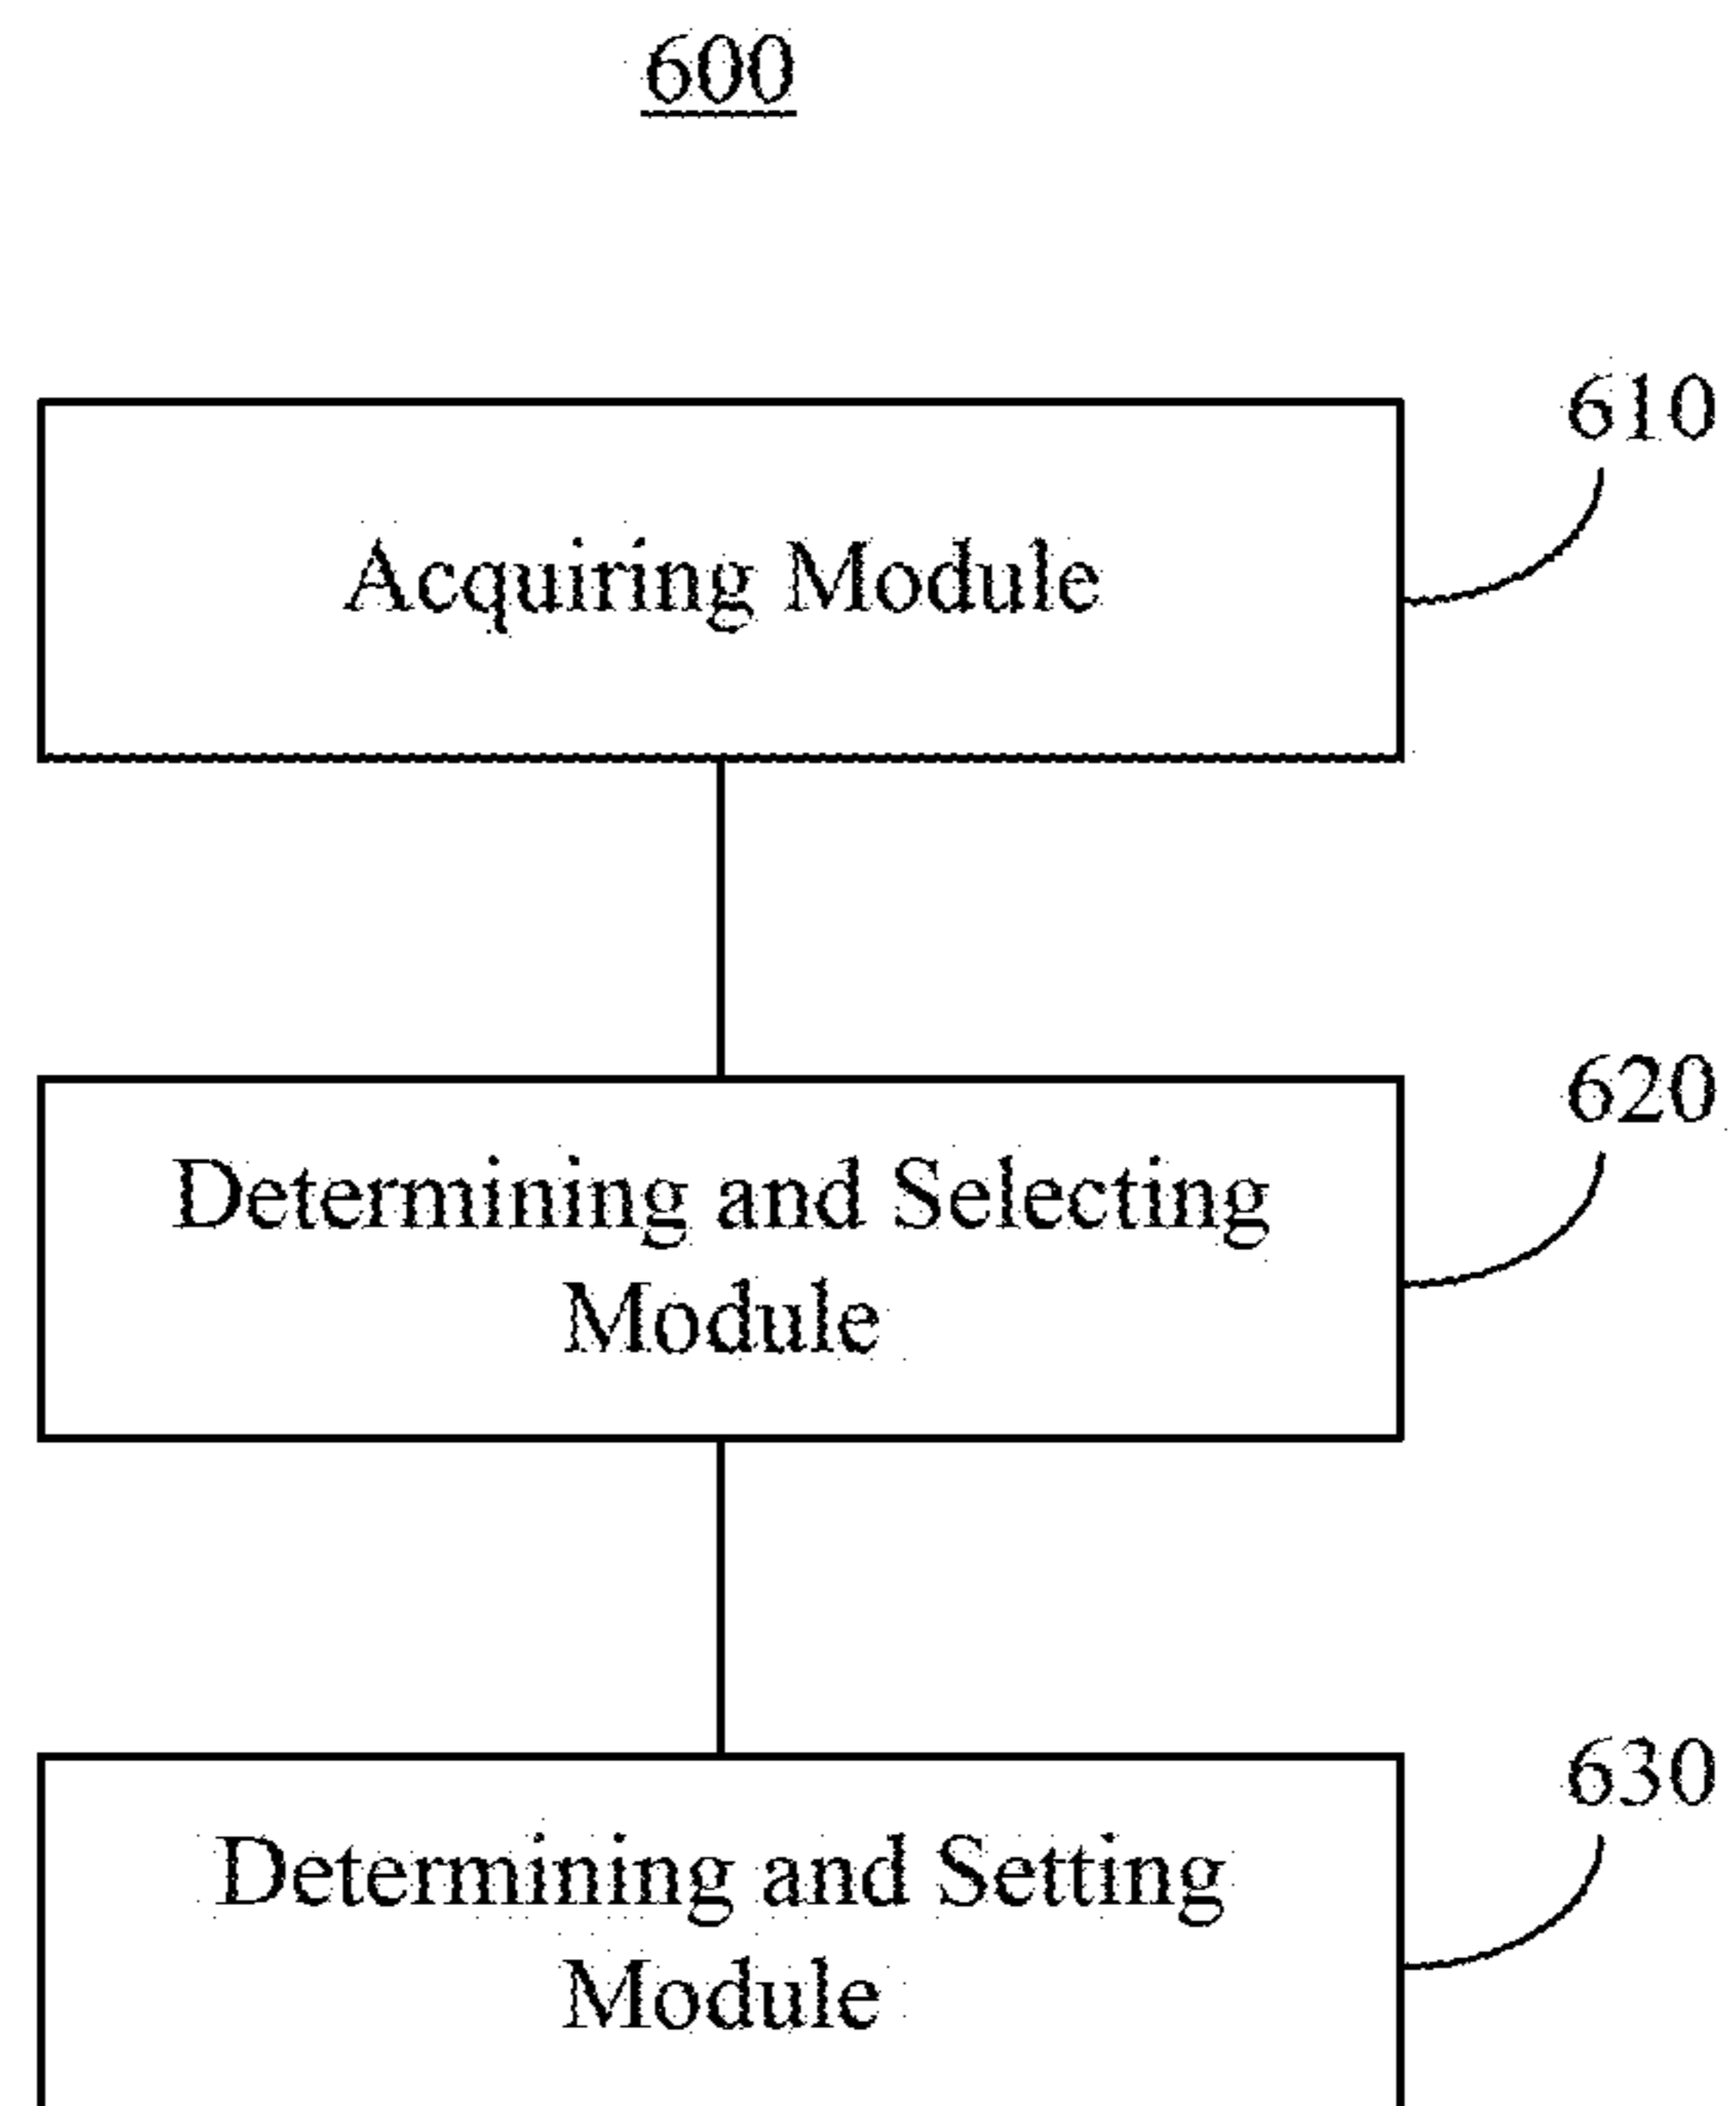 600
610
Acquiring Module
620
Determining and Selecting
Module
630
Determining and Setting
Module